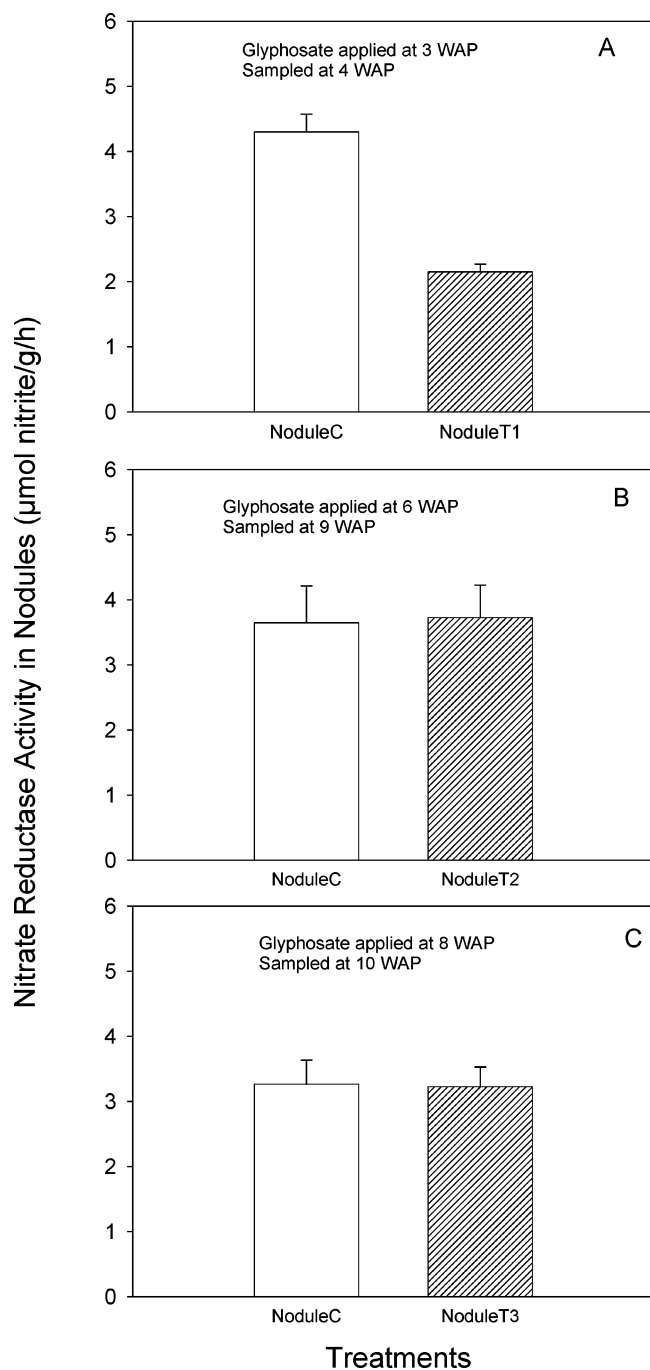 Nitrate Reductase Activity in Nodules (µmol nitrite/g/h)
6
5
4
3
2
1
0
Glyphosate applied at 3 WAP
Sampled at 4 WAP
A
NoduleC NoduleT1
6
5
4
3
2
1
0
Glyphosate applied at 6 WAP
Sampled at 9 WAP
B
NoduleC NoduleT2
6
5
4
3
2
1
0
Glyphosate applied at 8 WAP
Sampled at 10 WAP
C
NoduleC NoduleT3
Treatments